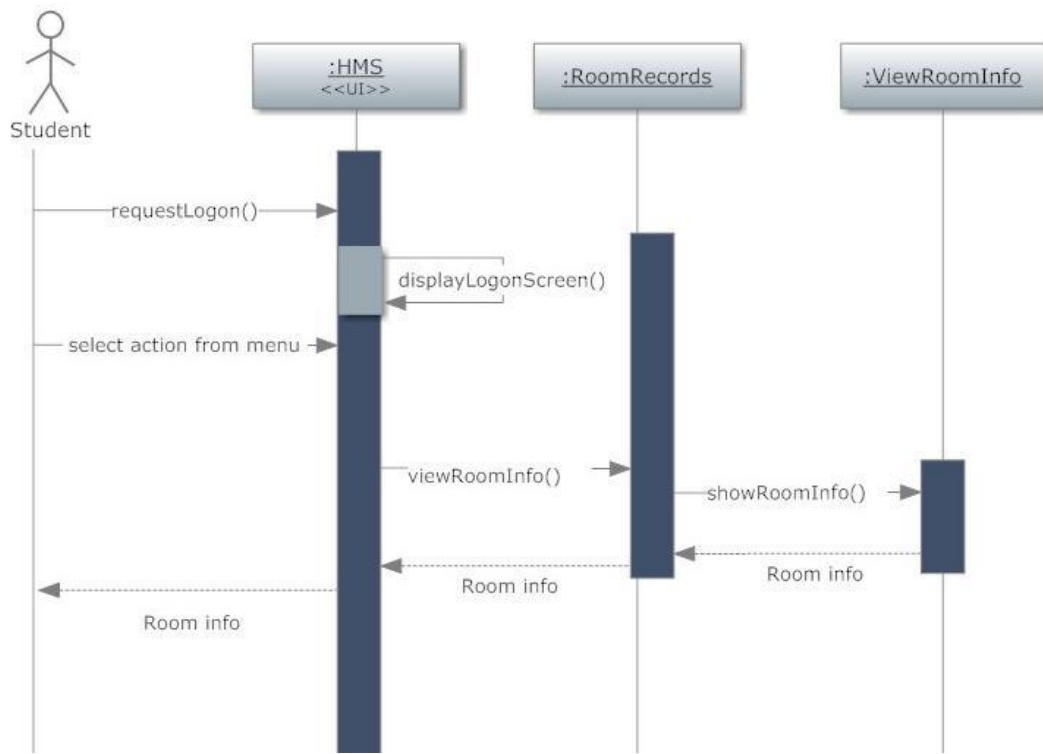 :HMS
<<UI>>
:RoomRecords
:ViewRoomInfo
Student
requestLogon()
displayLogonScreen()
select action from menu
viewRoomInfo()
showRoomInfo()
Room info
Room info
Room info